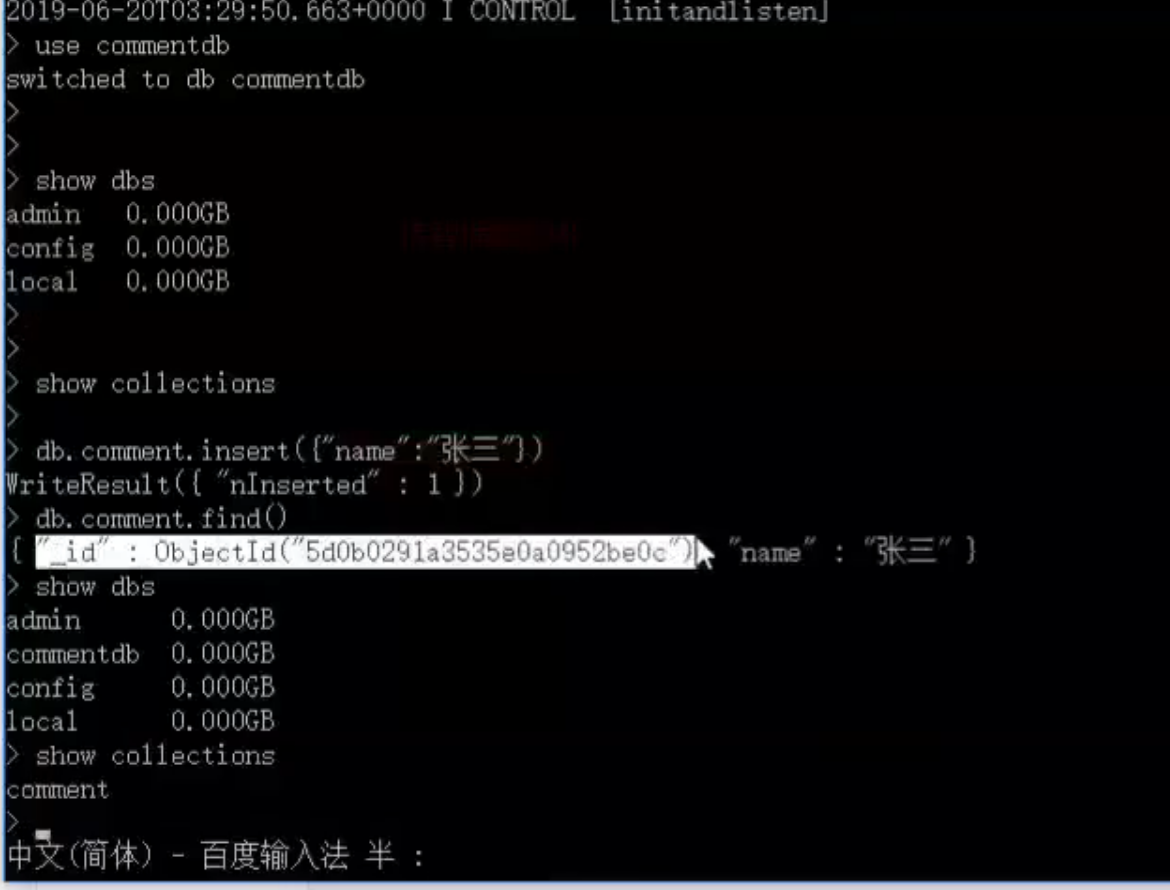 2019-06-20T03:29:50.663+0000 I CONTROL  [initandlisten]
> use commentdb
switched to db commentdb
>
>
> show dbs
admin   0.000GB
config  0.000GB
local   0.000GB
>
>
> show collections
>
> db.comment.insert({"name":"张三"})
WriteResult({ "nInserted" : 1 })
> db.comment.find()
{ "_id" : ObjectId("5d0b0291a3535e0a0952be0c") "name" : "张三" }
> show dbs
admin      0.000GB
commentdb  0.000GB
config     0.000GB
local      0.000GB
> show collections
comment
>
中文(简体) - 百度输入法 半 :